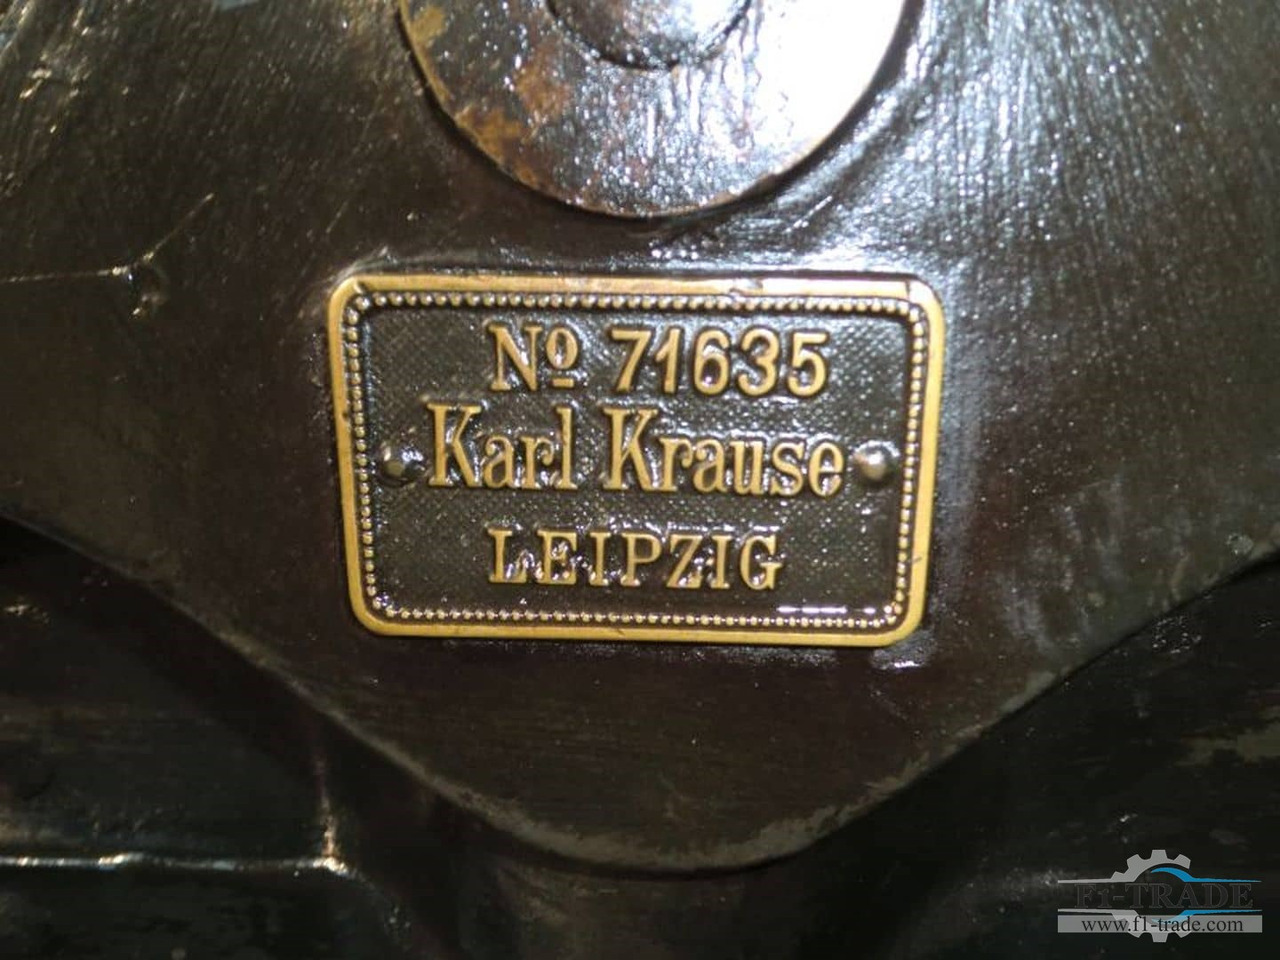 Nº 71635
Karl Krause
LEIPZIG
F1-TRADE
www.f1-trade.com